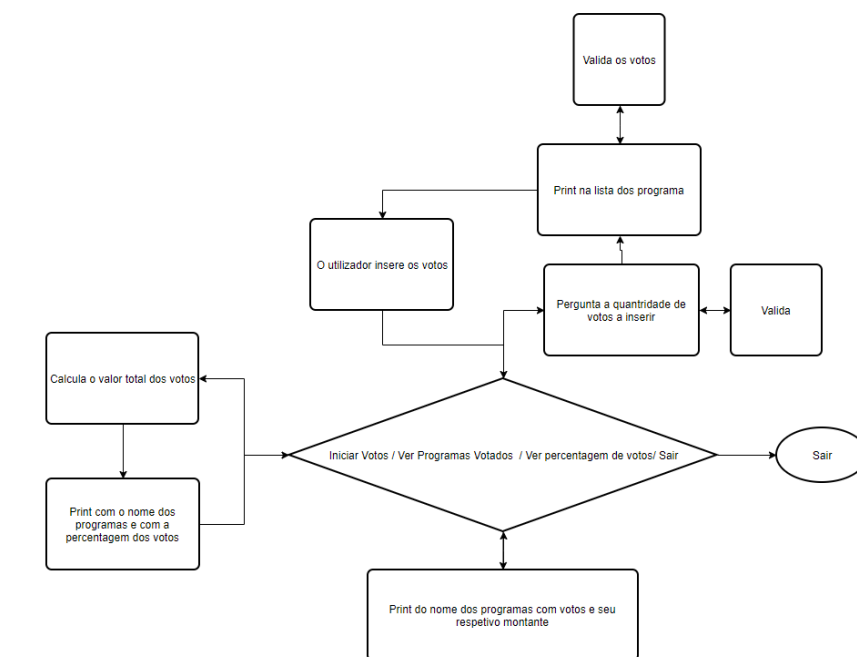 Valida os votos
Print na lista dos programa
O utilizador insere os votos
Pergunta a quantridade de
votos a inserir
Valida
Calcula o valor total dos votos
Iniciar Votos / Ver Programas Votados / Ver percentagem de votos/ Sair
Sair
Print com o nome dos
programas e com a
percentagem dos votos
Print do nome dos programas com votos e seu
respetivo montante